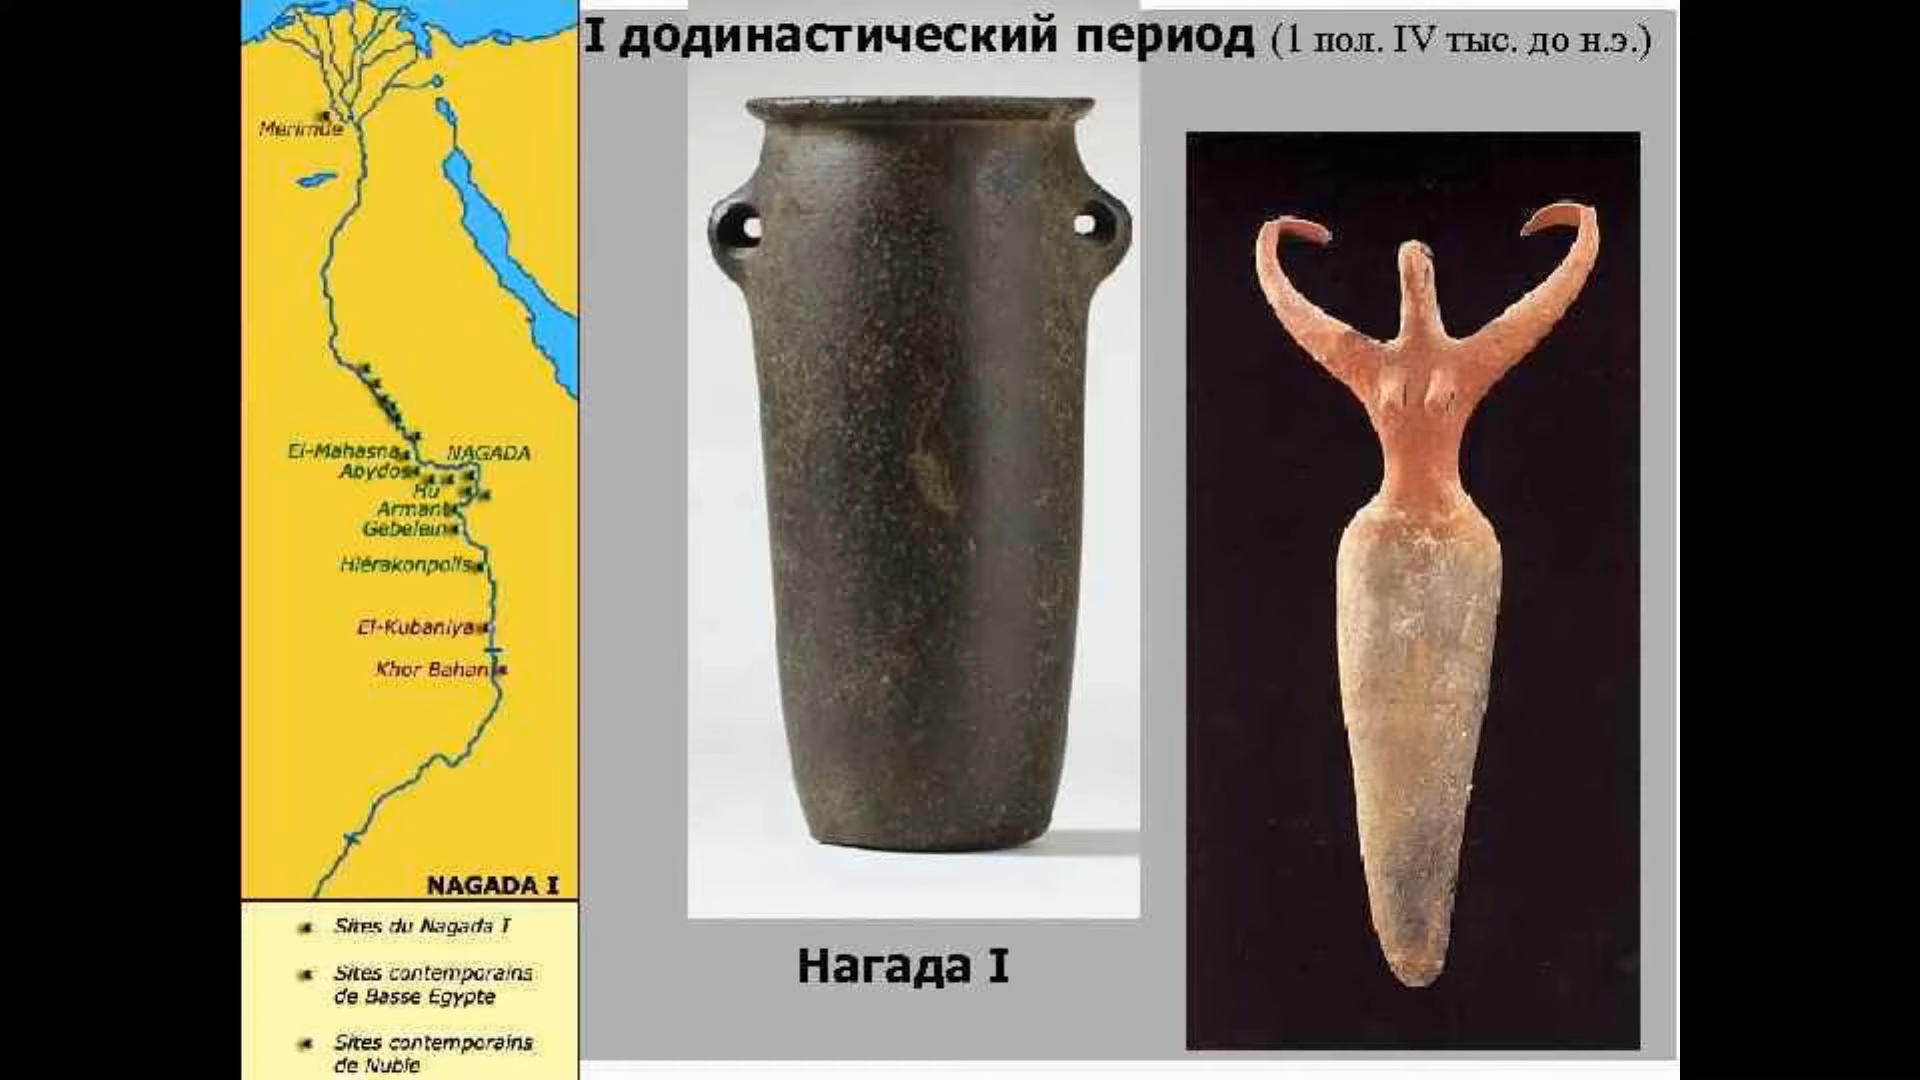 I додинастический период (1 пол. IV тыс. до н.э.)
Merimde
El-Mahasna
NAGADA
Abydos
Hu
Armant
Gebelein
Hiérakonpolis
El-Kubaniya
Khor Bahan
NAGADA I
Sites du Nagada I
Sites contemporains
de Basse Egypte
Sites contemporains
de Nubie
Нагада I